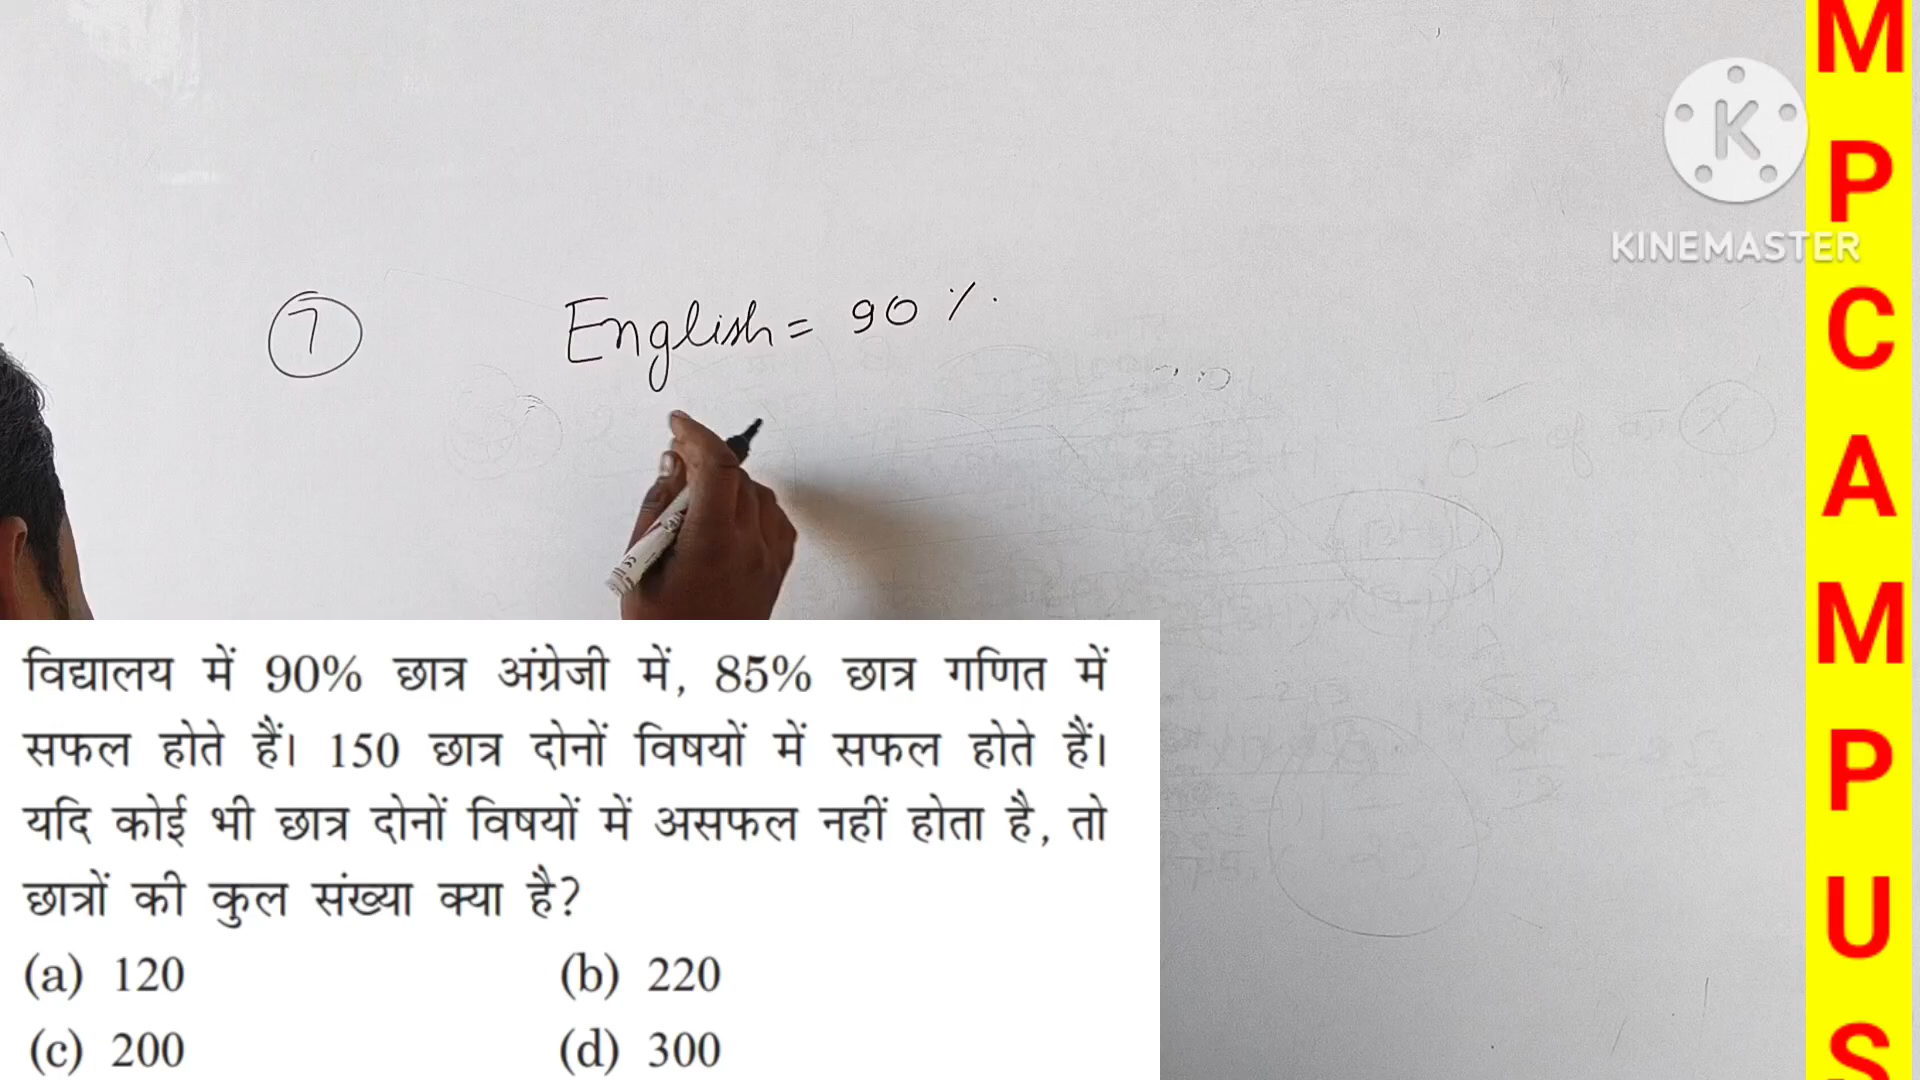 KINEMASTER
M
P
C
A
M
P
U
S
7
English = 90 %
विद्यालय में 90% छात्र अंग्रेजी में, 85% छात्र गणित में
सफल होते हैं। 150 छात्र दोनों विषयों में सफल होते हैं।
यदि कोई भी छात्र दोनों विषयों में असफल नहीं होता है, तो
छात्रों की कुल संख्या क्या है?
(a) 120 (b) 220
(c) 200 (d) 300